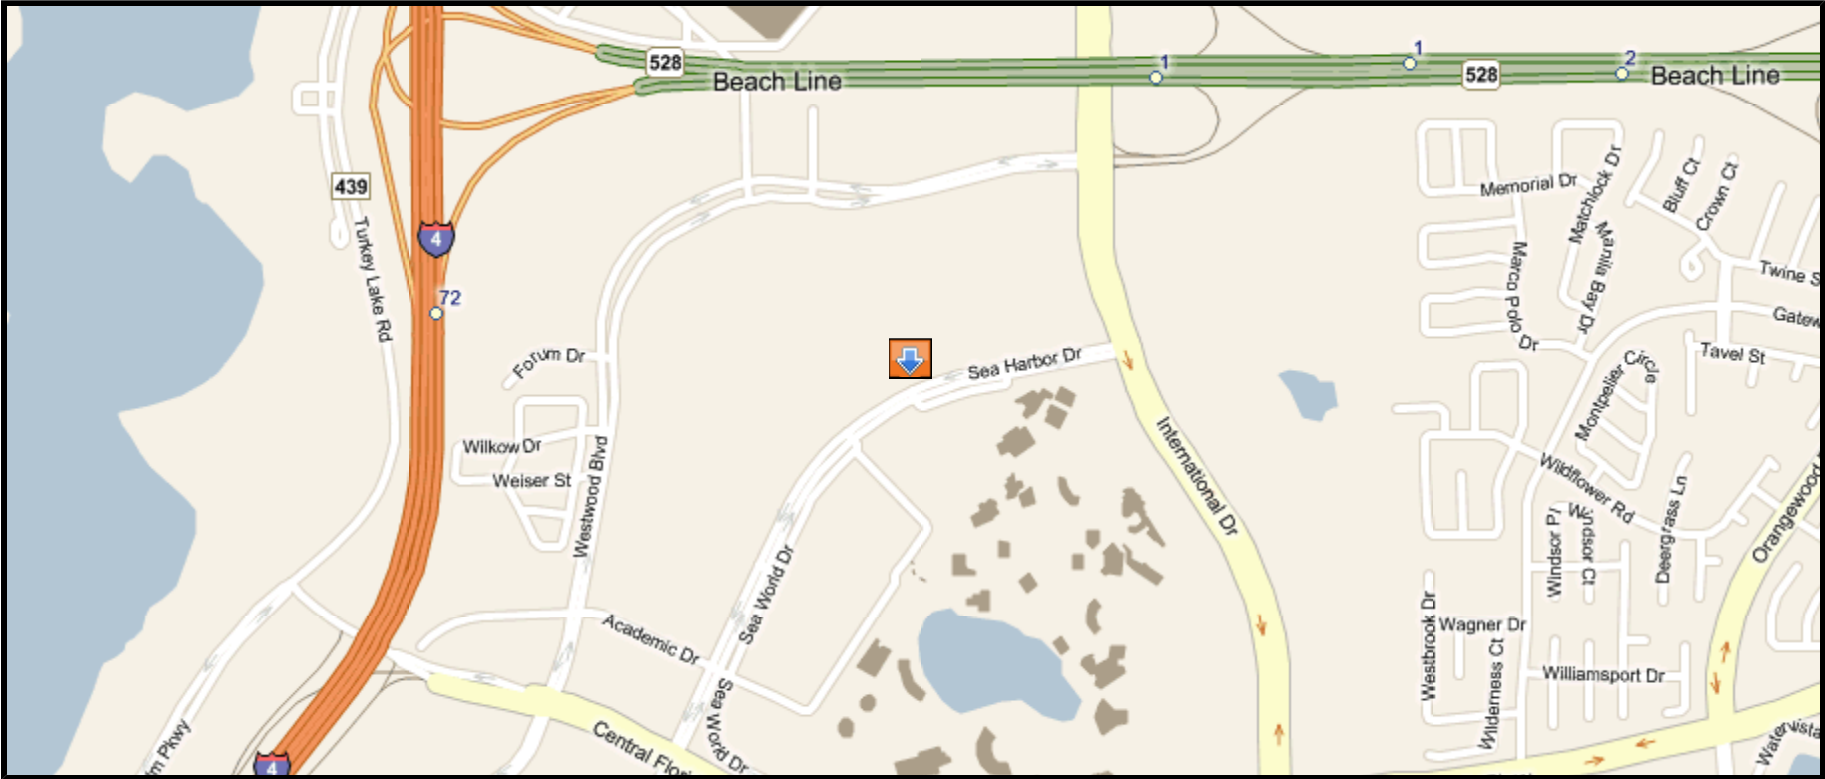 528
Beach Line
1
1
2
528
Beach Line
439
Turkey Lake Rd
4
72
Memorial Dr
Matchlock Dr
Bluff Ct
Crown Ct
Manila Bay Dr
Marco Polo Dr
Twine S
Gatew
Tavel St
Forum Dr
Sea Harbor Dr
Montpelier Circle
Wilkow Dr
Weiser St
Westwood Blvd
International Dr
Wildflower Rd
Orangewood
Windsor Pl
Windsor Ct
Deergrass Ln
Sea World Dr
Academic Dr
Westbrook Dr
Wagner Dr
Wilderness Ct
Williamsport Dr
Sea World Dr
Central Flor
lm Pkwy
4
Watervista